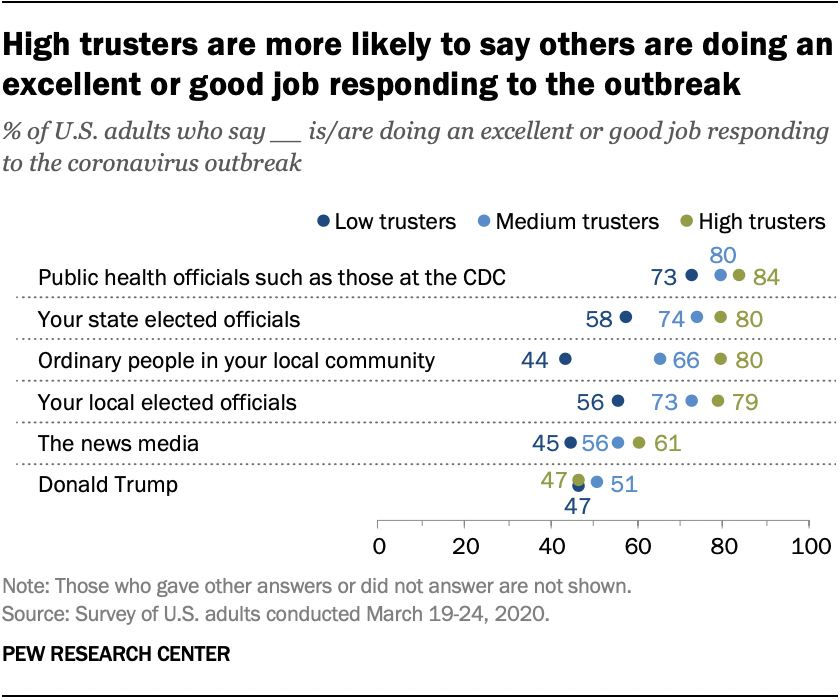 High trusters are more likely to say others are doing an
excellent or good job responding to the outbreak
% of U.S. adults who say __ is/are doing an excellent or good job responding
to the coronavirus outbreak
Low trusters Medium trusters High trusters
80
Public health officials such as those at the CDC 73 84
Your state elected officials 58 74 80
Ordinary people in your local community 44 66 80
Your local elected officials 56 73 79
The news media 45 56 61
Donald Trump 47 51
47
0 20 40 60 80 100
Note: Those who gave other answers or did not answer are not shown.
Source: Survey of U.S. adults conducted March 19-24, 2020.
PEW RESEARCH CENTER